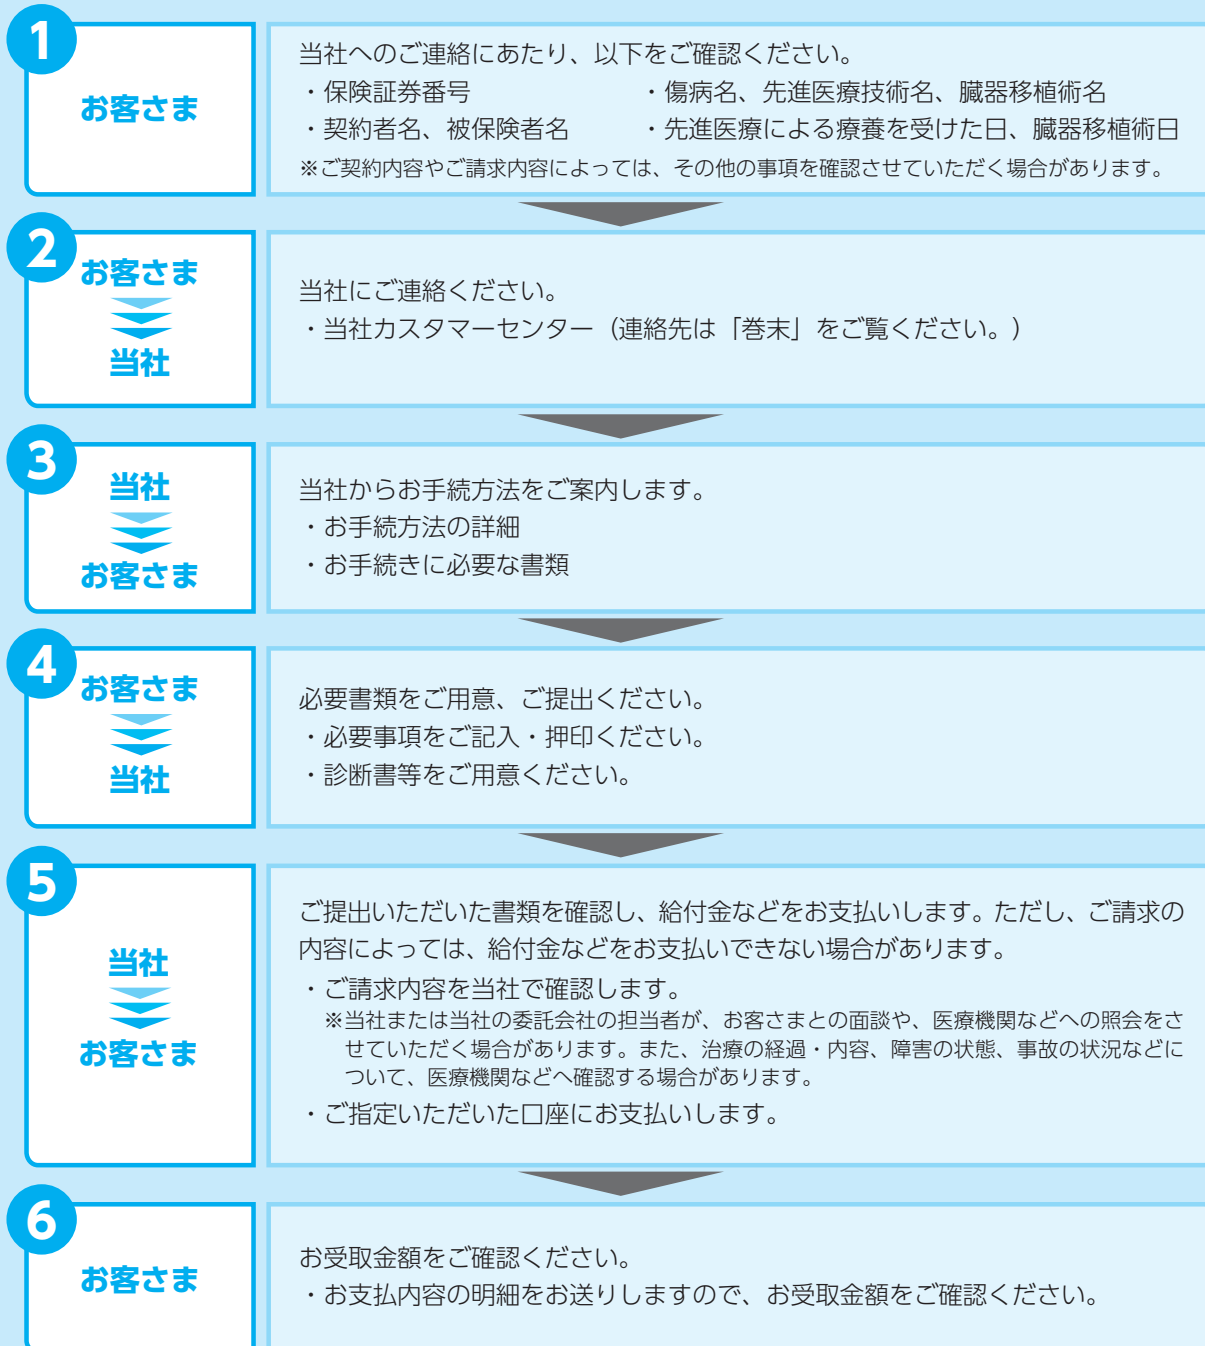 1
お客さま
当社へのご連絡にあたり、以下をご確認ください。
・保険証券番号 ・傷病名、先進医療技術名、臓器移植術名
・契約者名、被保険者名 ・先進医療による療養を受けた日、臓器移植術日
※ご契約内容やご請求内容によっては、その他の事項を確認させていただく場合があります。
2
お客さま
当社
当社にご連絡ください。
・当社カスタマーセンター（連絡先は「巻末」をご覧ください。）
3
当社
お客さま
当社からお手続方法をご案内します。
・お手続方法の詳細
・お手続きに必要な書類
4
お客さま
当社
必要書類をご用意、ご提出ください。
・必要事項をご記入・押印ください。
・診断書等をご用意ください。
5
当社
お客さま
ご提出いただいた書類を確認し、給付金などをお支払いします。ただし、ご請求の
内容によっては、給付金などをお支払いできない場合があります。
・ご請求内容を当社で確認します。
※当社または当社の委託会社の担当者が、お客さまとの面談や、医療機関などへの照会をさ
せていただく場合があります。また、治療の経過・内容、障害の状態、事故の状況などに
ついて、医療機関などへ確認する場合があります。
・ご指定いただいた口座にお支払いします。
6
お客さま
お受取金額をご確認ください。
・お支払内容の明細をお送りしますので、お受取金額をご確認ください。